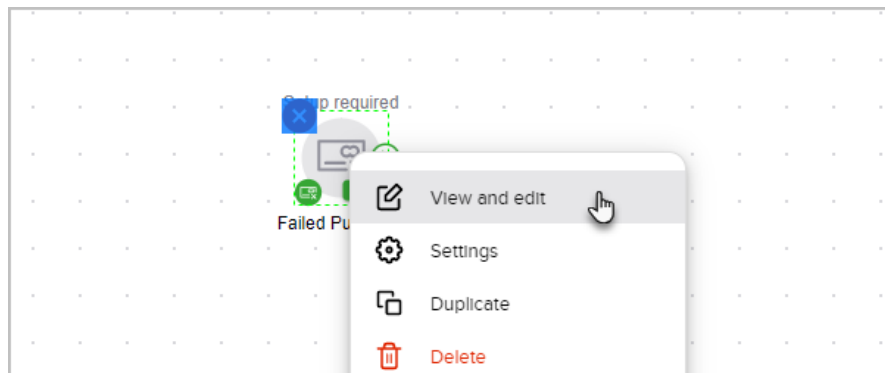 Setup required
Failed Pu
View and edit
Settings
Duplicate
Delete